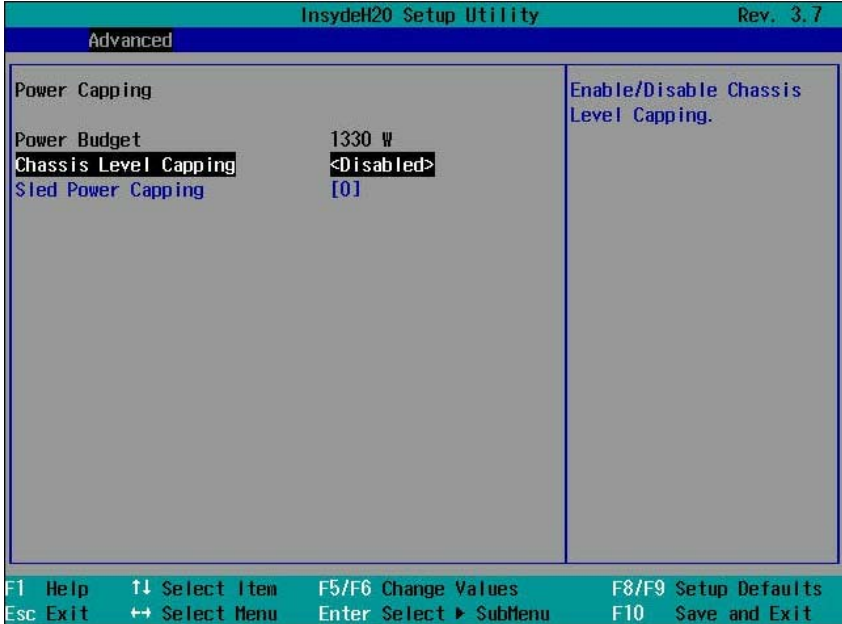 InsydeH20 Setup Utility Rev. 3.7
Advanced
Power Capping
Power Budget 1330 W
Chassis Level Capping <Disabled>
Sled Power Capping [0]
Enable/Disable Chassis
Level Capping.
F1 Help ↑↓ Select Item F5/F6 Change Values F8/F9 Setup Defaults
Esc Exit ↔ Select Menu Enter Select ▶ SubMenu F10 Save and Exit